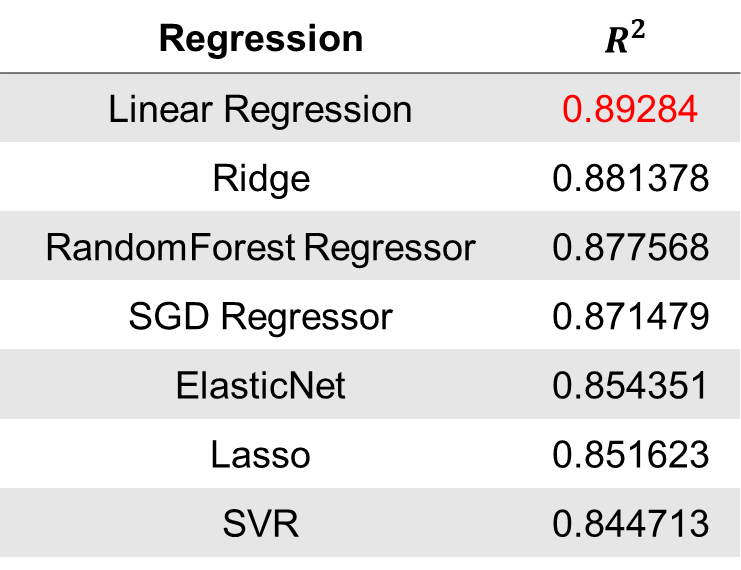 Regression R²
Linear Regression 0.89284
Ridge 0.881378
RandomForest Regressor 0.877568
SGD Regressor 0.871479
ElasticNet 0.854351
Lasso 0.851623
SVR 0.844713